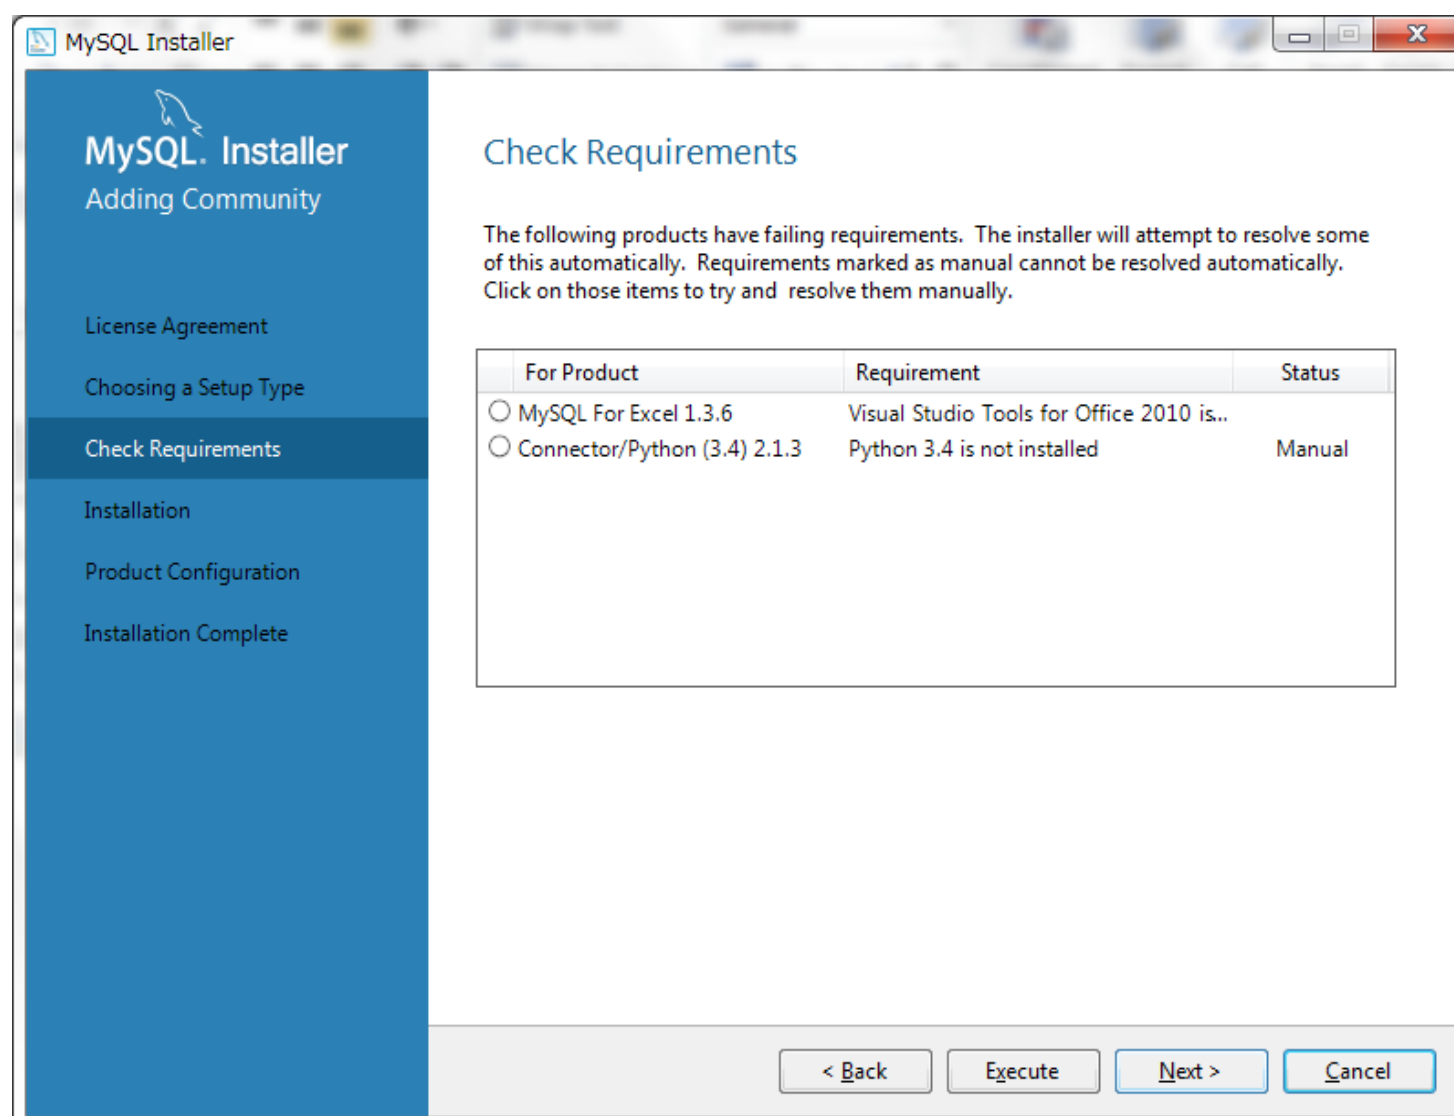 MySQL Installer
MySQL. Installer
Adding Community
License Agreement
Choosing a Setup Type
Check Requirements
Installation
Product Configuration
Installation Complete
Check Requirements
The following products have failing requirements.  The installer will attempt to resolve some
of this automatically.  Requirements marked as manual cannot be resolved automatically.
Click on those items to try and  resolve them manually.
For Product Requirement Status
MySQL For Excel 1.3.6 Visual Studio Tools for Office 2010 is...
Connector/Python (3.4) 2.1.3 Python 3.4 is not installed Manual
< Back Execute Next > Cancel